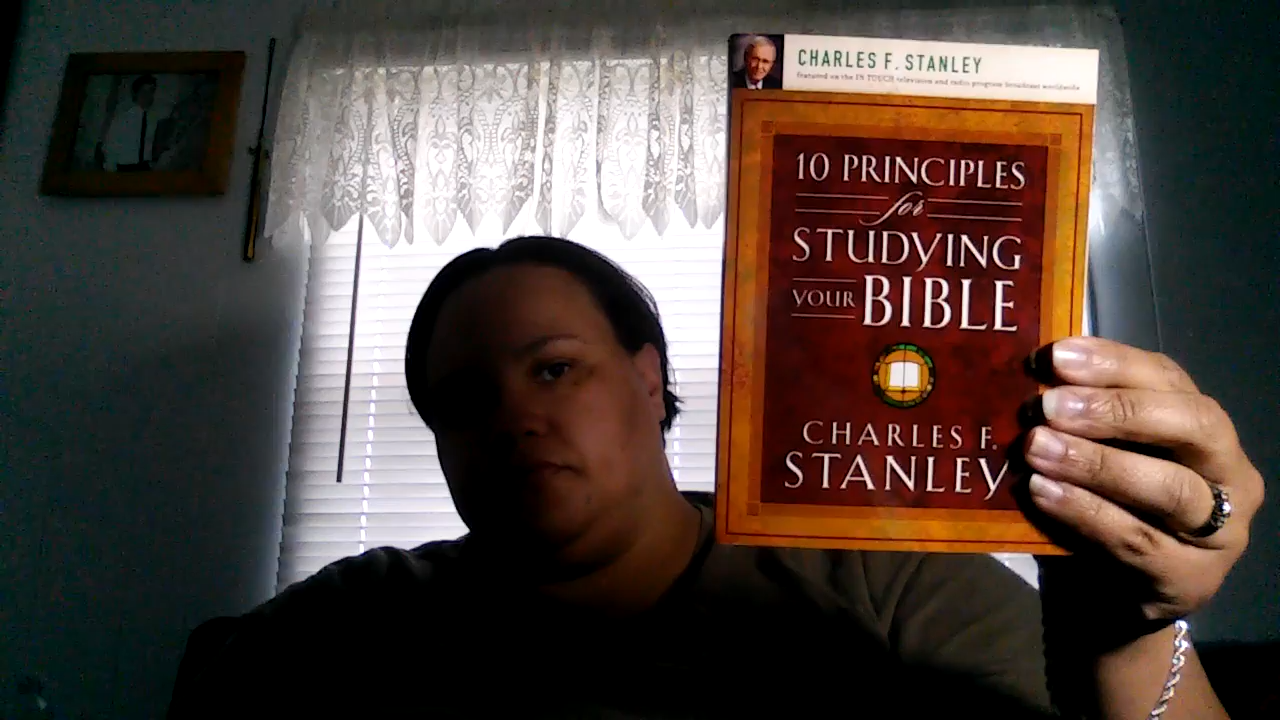 CHARLES F. STANLEY
featured on the IN TOUCH television and radio program broadcast worldwide
10 PRINCIPLES
for
STUDYING
YOUR BIBLE
CHARLES F.
STANLEY